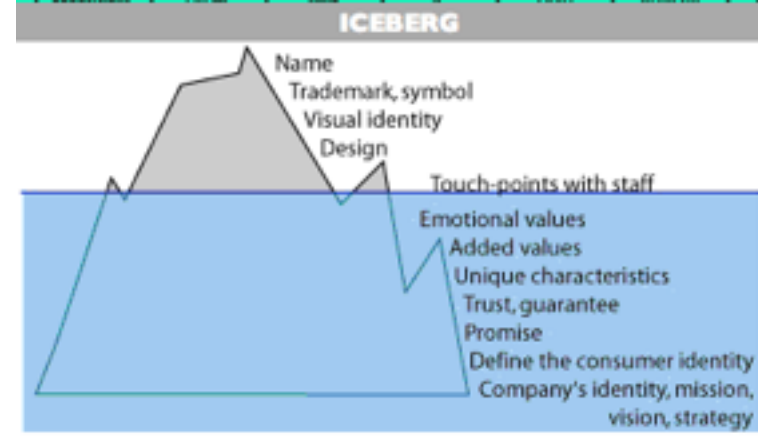 ICEBERG
Name
Trademark, symbol
Visual identity
Design
Touch-points with staff
Emotional values
Added values
Unique characteristics
Trust, guarantee
Promise
Define the consumer identity
Company's identity, mission,
vision, strategy